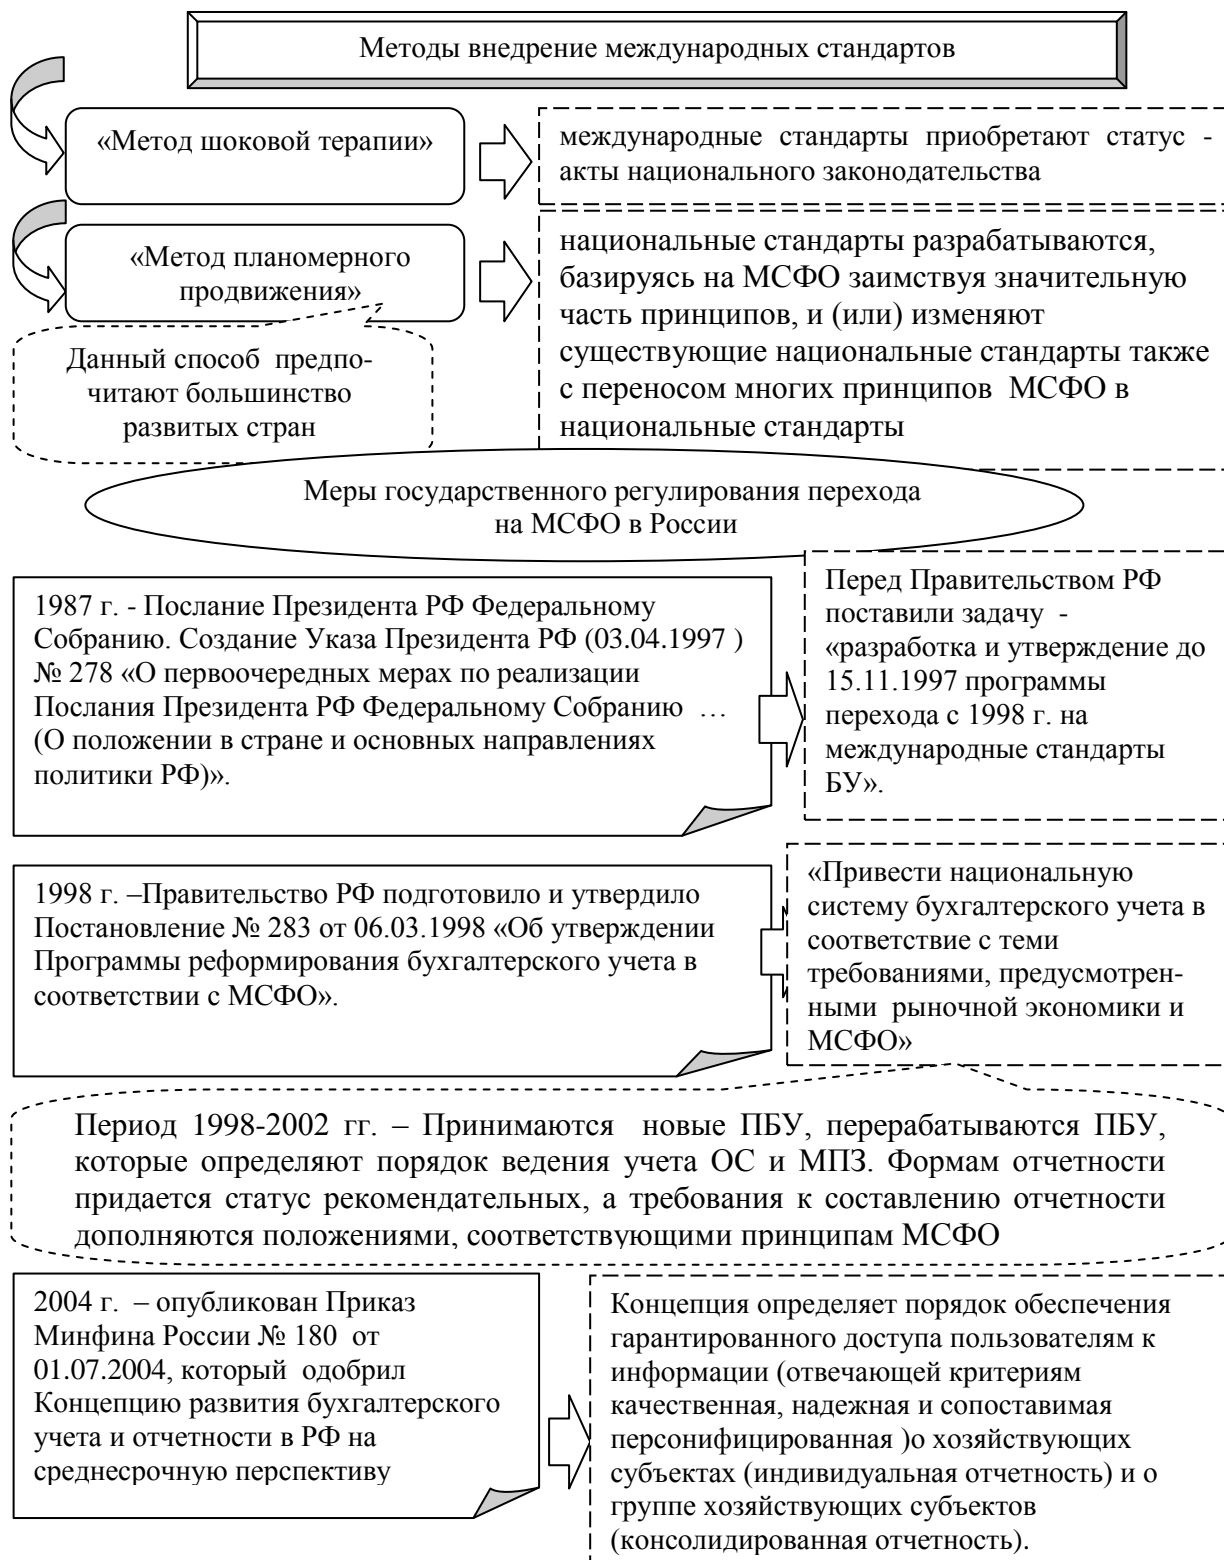 Методы внедрение международных стандартов
«Метод шоковой терапии»
международные стандарты приобретают статус -
акты национального законодательства
«Метод планомерного
продвижения»
национальные стандарты разрабатываются,
базируясь на МСФО заимствуя значительную
часть принципов, и (или) изменяют
существующие национальные стандарты также
с переносом многих принципов МСФО в
национальные стандарты
Данный способ предпо-
читают большинство
развитых стран
Меры государственного регулирования перехода
на МСФО в России
1987 г. - Послание Президента РФ Федеральному
Собранию. Создание Указа Президента РФ (03.04.1997 )
№ 278 «О первоочередных мерах по реализации
Послания Президента РФ Федеральному Собранию …
(О положении в стране и основных направлениях
политики РФ)».
Перед Правительством РФ
поставили задачу -
«разработка и утверждение до
15.11.1997 программы
перехода с 1998 г. на
международные стандарты
БУ».
1998 г. –Правительство РФ подготовило и утвердило
Постановление № 283 от 06.03.1998 «Об утверждении
Программы реформирования бухгалтерского учета в
соответствии с МСФО».
«Привести национальную
систему бухгалтерского учета в
соответствие с теми
требованиями, предусмотрен-
ными рыночной экономики и
МСФО»
Период 1998-2002 гг. – Принимаются новые ПБУ, перерабатываются ПБУ,
которые определяют порядок ведения учета ОС и МПЗ. Формам отчетности
придается статус рекомендательных, а требования к составлению отчетности
дополняются положениями, соответствующими принципам МСФО
2004 г. – опубликован Приказ
Минфина России № 180 от
01.07.2004, который одобрил
Концепцию развития бухгалтерского
учета и отчетности в РФ на
среднесрочную перспективу
Концепция определяет порядок обеспечения
гарантированного доступа пользователям к
информации (отвечающей критериям
качественная, надежная и сопоставимая
персонифицированная )о хозяйствующих
субъектах (индивидуальная отчетность) и о
группе хозяйствующих субъектов
(консолидированная отчетность).